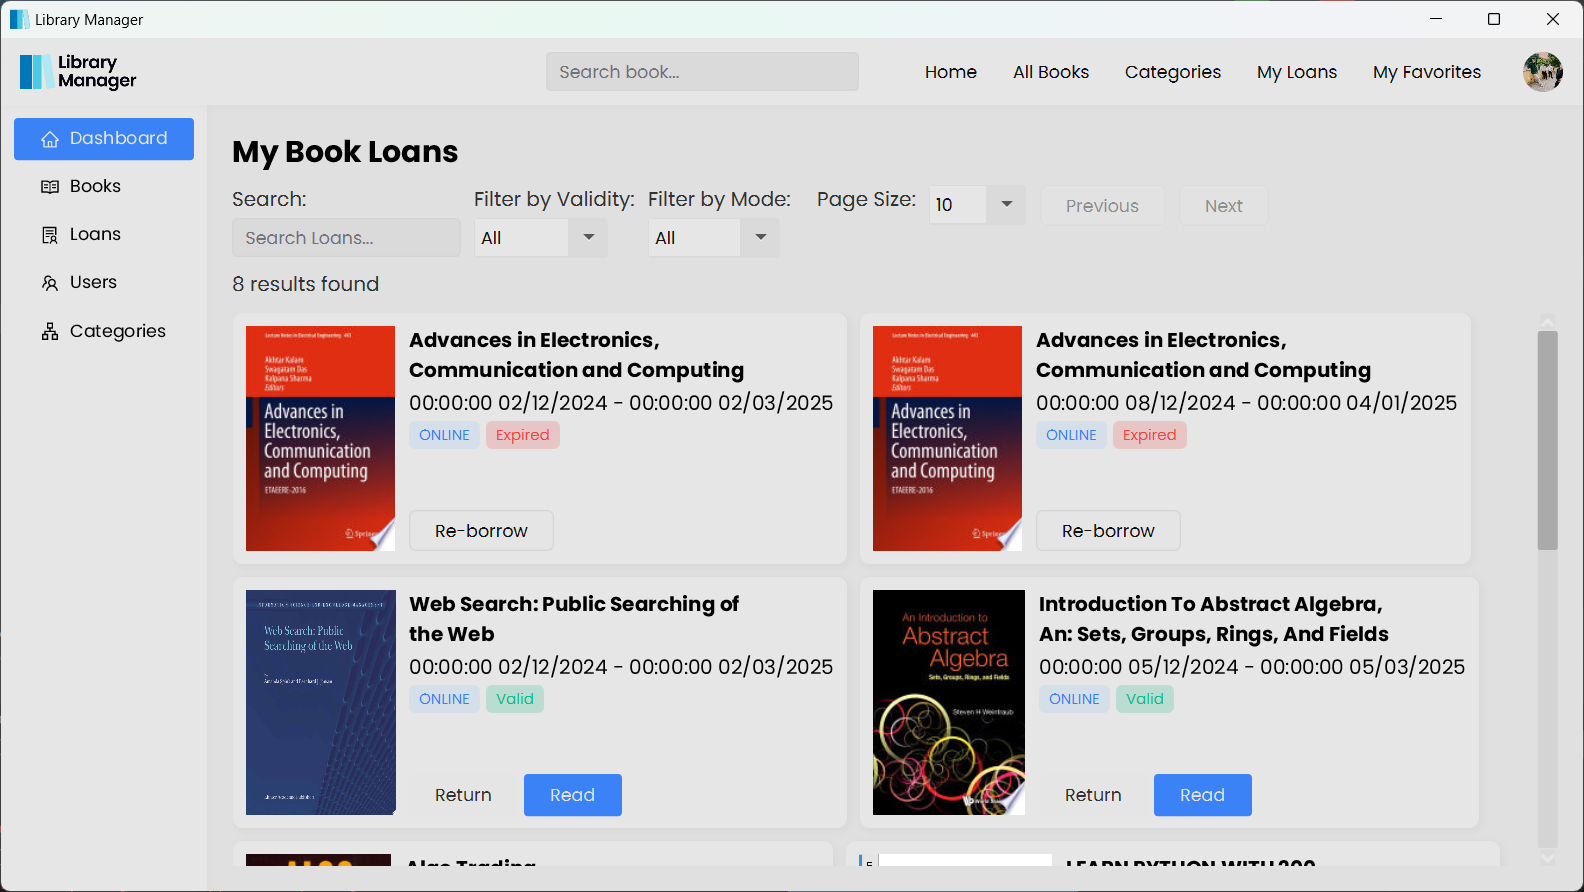 Library Manager
Library
Manager
Search book...
Home
All Books
Categories
My Loans
My Favorites
Dashboard
Books
Loans
Users
Categories
My Book Loans
Search:
Filter by Validity:
Filter by Mode:
Page Size:
10
Previous
Next
Search Loans...
All
All
8 results found
Lecture Notes in Electrical Engineering 443
Akhtar Kalam
Swagatam Das
Kalpana Sharma
Editors
Advances in
Electronics,
Communication
and Computing
ETAEERE-2016
Springer
Advances in Electronics,
Communication and Computing
00:00:00 02/12/2024 - 00:00:00 02/03/2025
ONLINE
Expired
Re-borrow
Lecture Notes in Electrical Engineering 443
Akhtar Kalam
Swagatam Das
Kalpana Sharma
Editors
Advances in
Electronics,
Communication
and Computing
ETAEERE-2016
Springer
Advances in Electronics,
Communication and Computing
00:00:00 08/12/2024 - 00:00:00 04/01/2025
ONLINE
Expired
Re-borrow
Web Search: Public
Searching of the Web
Web Search: Public Searching of
the Web
00:00:00 02/12/2024 - 00:00:00 02/03/2025
ONLINE
Valid
Return
Read
An Introduction to
Abstract
Algebra
Sets, Groups, Rings, and Fields
Steven H Weintraub
Introduction To Abstract Algebra,
An: Sets, Groups, Rings, And Fields
00:00:00 05/12/2024 - 00:00:00 05/03/2025
ONLINE
Valid
Return
Read
Algo Trading
LEARN PYTHON WITH 200